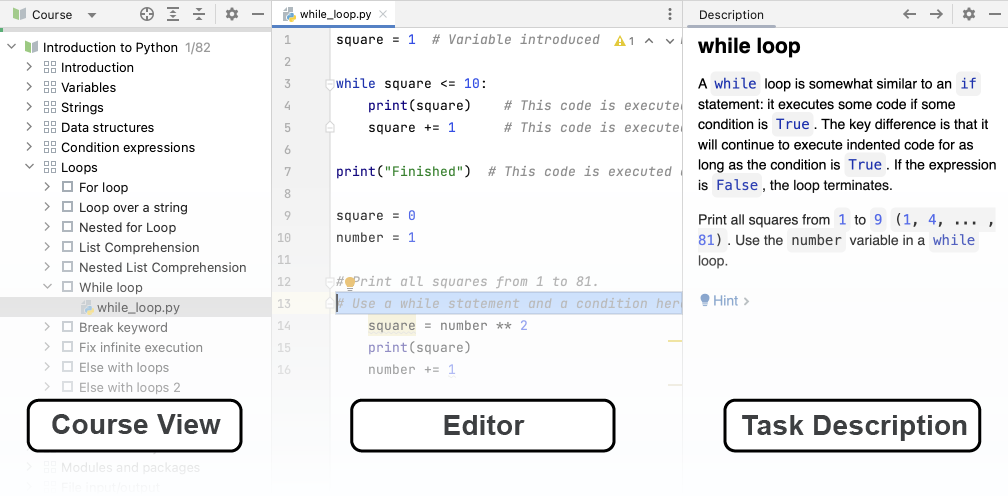 Course
Introduction to Python 1/82
Introduction
Variables
Strings
Data structures
Condition expressions
Loops
For loop
Loop over a string
Nested for Loop
List Comprehension
Nested List Comprehension
While loop
while_loop.py
Break keyword
Fix infinite execution
Else with loops
Else with loops 2
Course View
Modules and packages
File input/output
while_loop.py
1 square = 1 # Variable introduced 1
2
3 while square <= 10:
4 print(square) # This code is executed
5 square += 1 # This code is executed
6
7 print("Finished") # This code is executed
8
9 square = 0
10 number = 1
11
12 # Print all squares from 1 to 81.
13 # Use a while statement and a condition here
14 square = number ** 2
15 print(square)
16 number += 1
Editor
Description
while loop
A while loop is somewhat similar to an if
statement: it executes some code if some
condition is True. The key difference is that it
will continue to execute indented code for as
long as the condition is True. If the expression
is False, the loop terminates.
Print all squares from 1 to 9 (1, 4, ... ,
81). Use the number variable in a while
loop.
Hint
Task Description